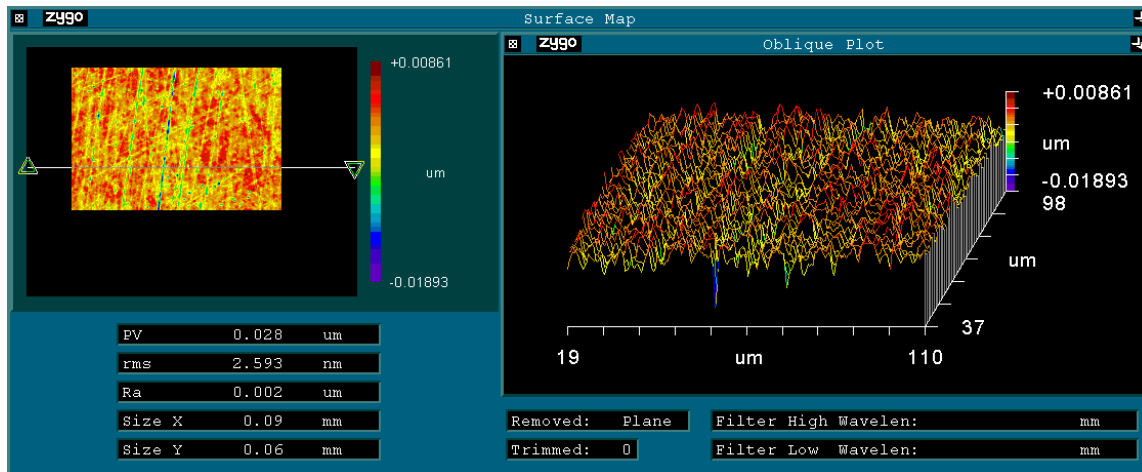 zygo Surface Map
+0.00861
um
-0.01893
zygo Oblique Plot
+0.00861
um
-0.01893
98
um
37
19 um 110
PV 0.028 um
rms 2.593 nm
Ra 0.002 um
Size X 0.09 mm
Size Y 0.06 mm
Removed: Plane
Trimmed: 0
Filter High Wavelen: mm
Filter Low Wavelen: mm